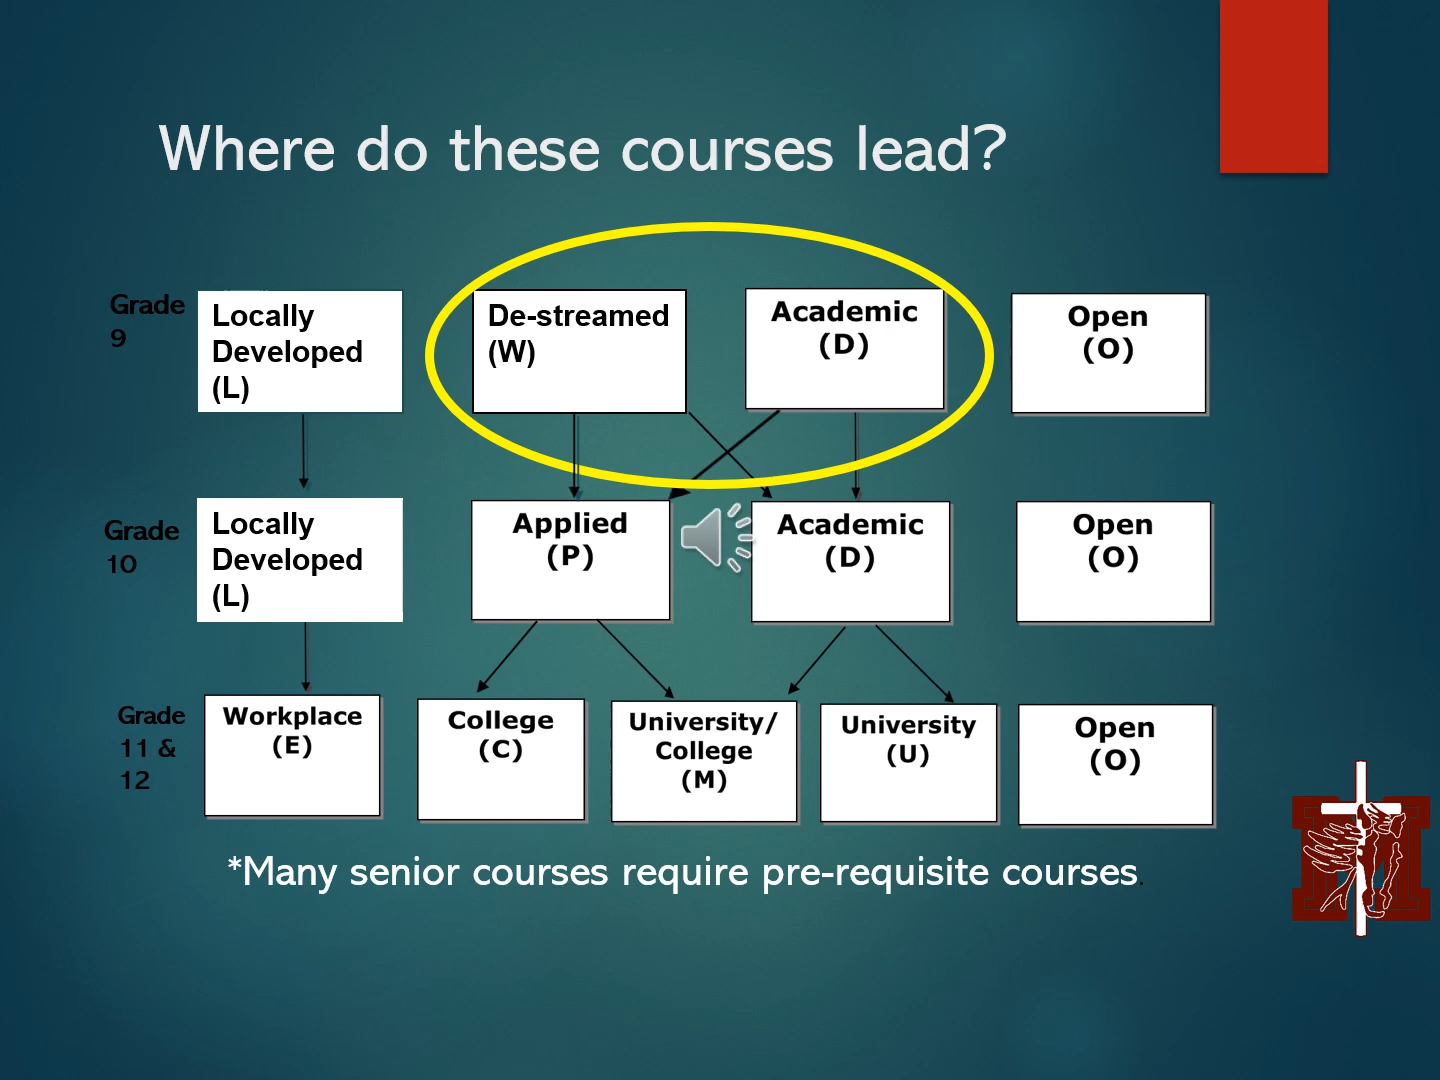 Where do these courses lead?
Grade
9
Locally
Developed
(L)
De-streamed
(W)
Academic
(D)
Open
(O)
Grade
10
Locally
Developed
(L)
Applied
(P)
Academic
(D)
Open
(O)
Grade
11 &
12
Workplace
(E)
College
(C)
University/
College
(M)
University
(U)
Open
(O)
*Many senior courses require pre-requisite courses.